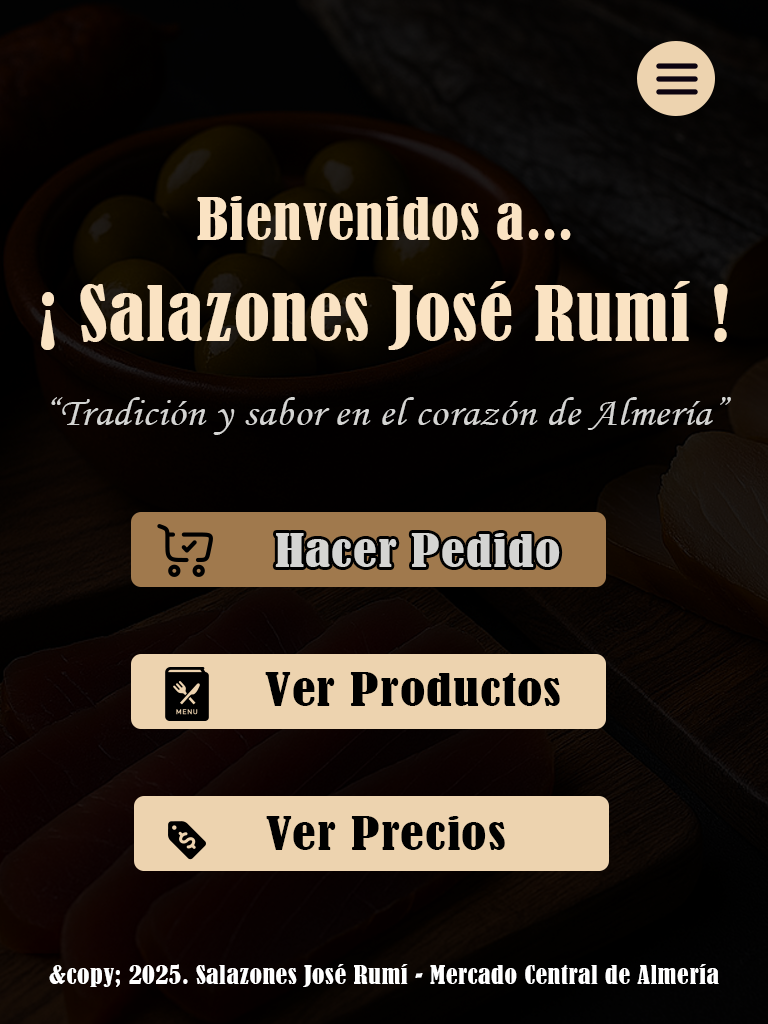 Bienvenidos a...
¡ Salazones José Rumí !
“Tradición y sabor en el corazón de Almería”
Hacer Pedido
MENU
Ver Productos
$
Ver Precios
&copy; 2025. Salazones José Rumí - Mercado Central de Almería